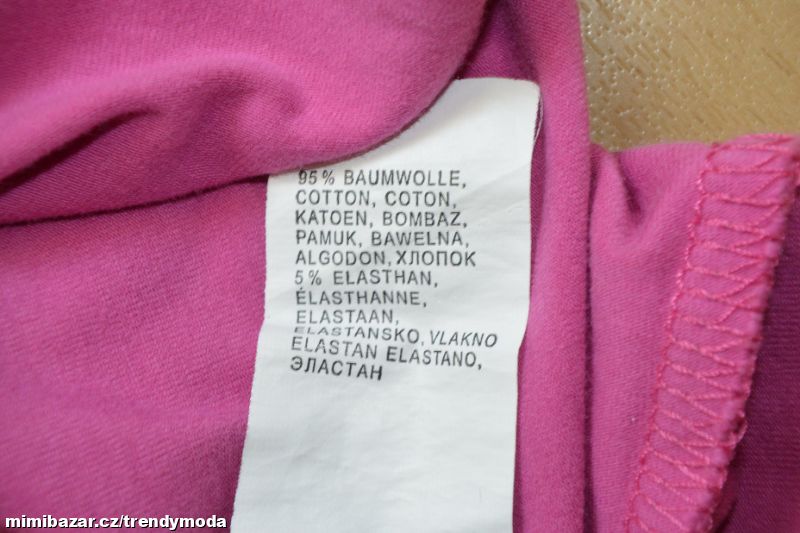 95 % BAUMWOLLE,
COTTON, COTON,
KATOEN, BOMBAZ,
PAMUK, BAWELNA,
ALGODON, ХЛОПОК
5 % ELASTHAN,
ÉLASTHANNE,
ELASTAAN,
ELASTANSKO, VLAKNO
ELASTAN ELASTANO,
ЭЛАСТАН
mimibazar.cz/trendymoda